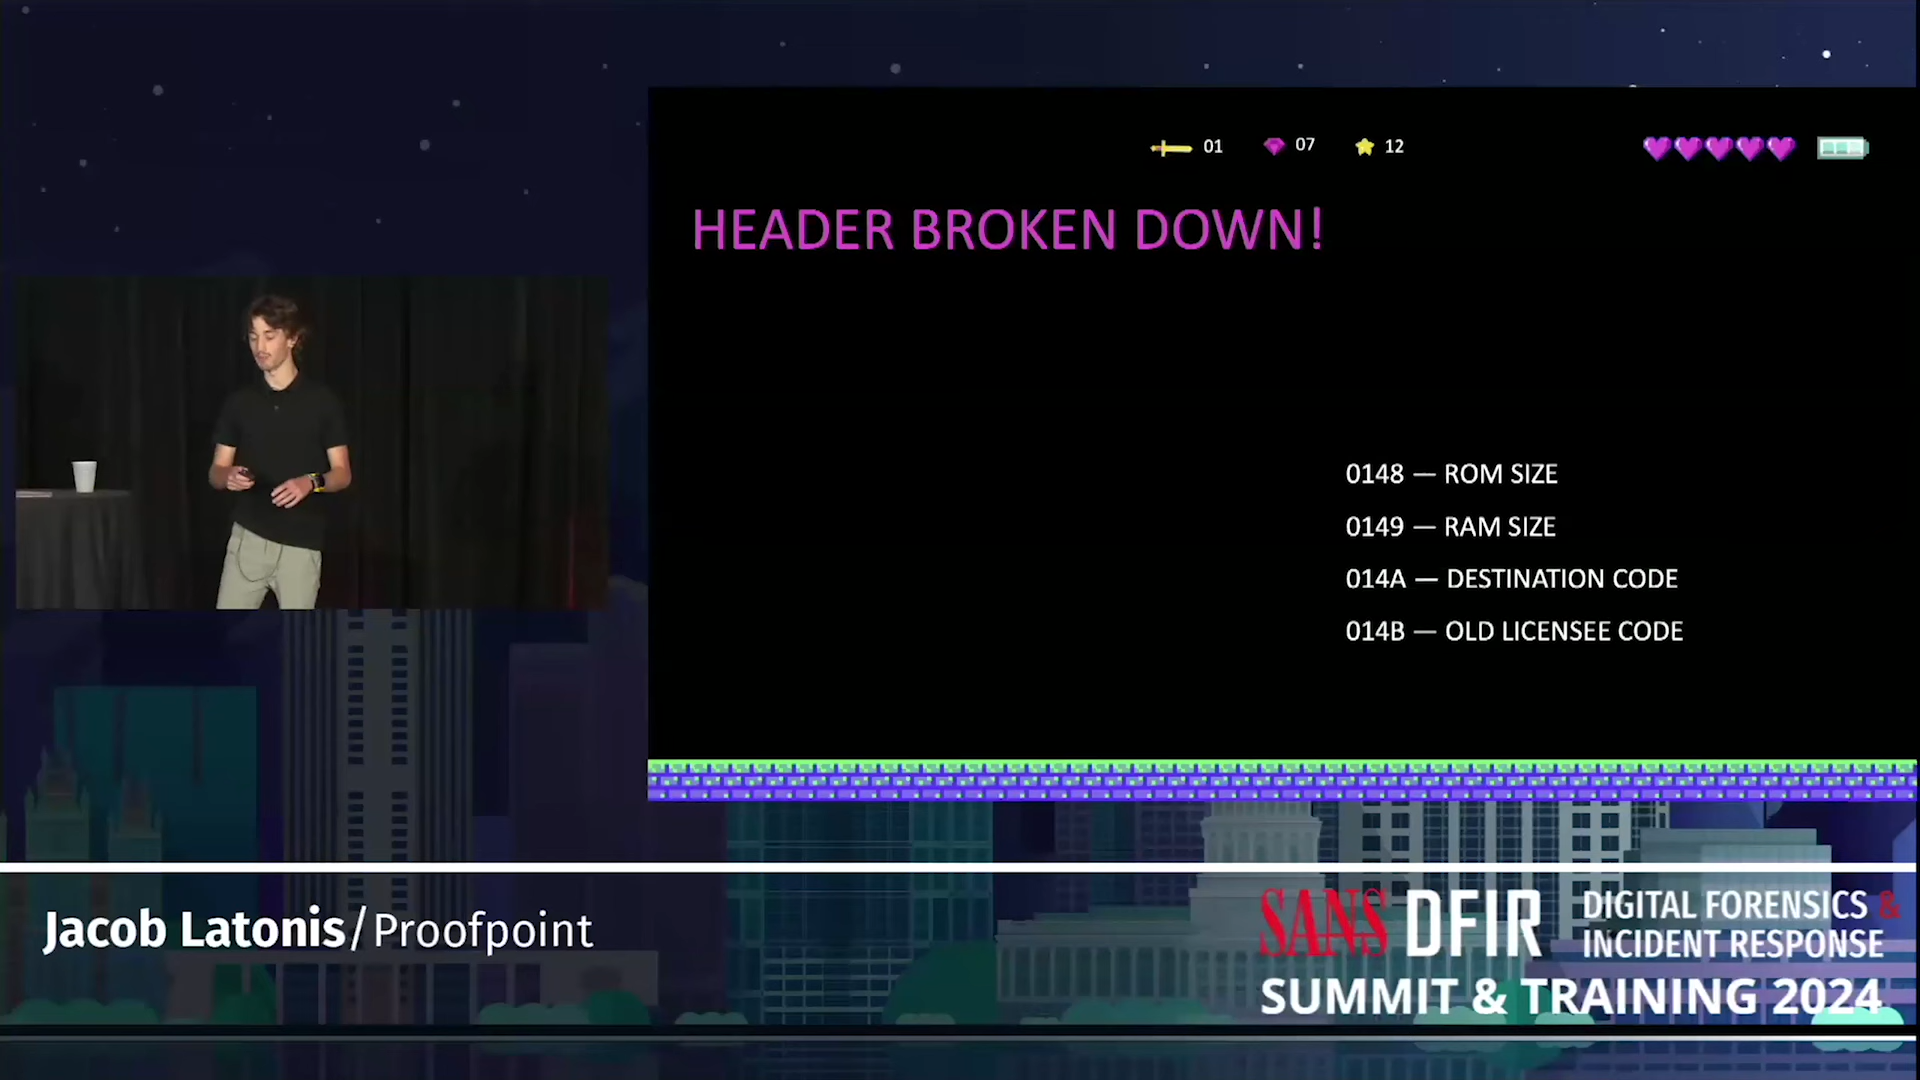 01 07 12
HEADER BROKEN DOWN!
0148 — ROM SIZE
0149 — RAM SIZE
014A — DESTINATION CODE
014B — OLD LICENSEE CODE
Jacob Latonis/Proofpoint
SANS DFIR DIGITAL FORENSICS &
INCIDENT RESPONSE
SUMMIT & TRAINING 2024